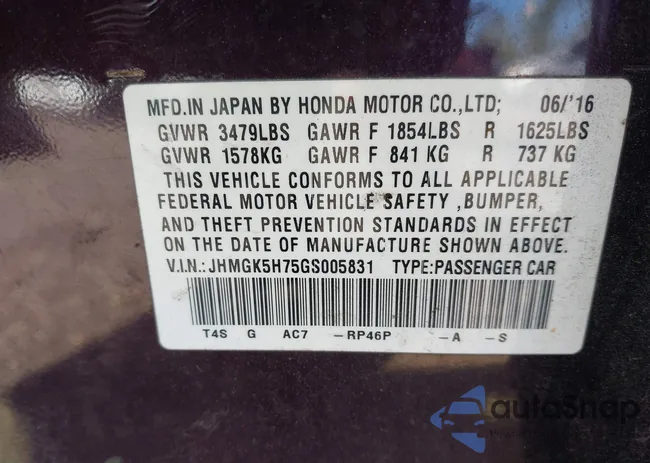 MFD.IN JAPAN BY HONDA MOTOR CO.,LTD; 06/'16
GVWR 3479LBS GAWR F 1854LBS R 1625LBS
GVWR 1578KG GAWR F 841 KG R 737 KG
THIS VEHICLE CONFORMS TO ALL APPLICABLE
FEDERAL MOTOR VEHICLE SAFETY ,BUMPER,
AND THEFT PREVENTION STANDARDS IN EFFECT
ON THE DATE OF MANUFACTURE SHOWN ABOVE.
V.I.N.:JHMGK5H75GS005831 TYPE:PASSENGER CAR
T4S G AC7 -RP46P -A -S
autoSnap